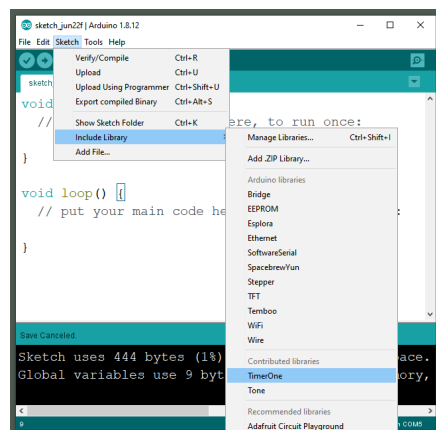 sketch_jun22f | Arduino 1.8.12
File Edit Sketch Tools Help
Verify/Compile Ctrl+R
Upload Ctrl+U
Upload Using Programmer Ctrl+Shift+U
Export compiled Binary Ctrl+Alt+S
Show Sketch Folder Ctrl+K
Include Library
Add File...
Manage Libraries... Ctrl+Shift+I
Add .ZIP Library...
Arduino libraries
Bridge
EEPROM
Esplora
Ethernet
SoftwareSerial
SpacebrewYun
Stepper
TFT
Temboo
WiFi
Wire
Contributed libraries
TimerOne
Tone
Recommended libraries
Adafruit Circuit Playground
sketch
void
// ere, to run once:
}
void loop() {
// put your main code he :
}
Save Canceled.
Sketch uses 444 bytes (1%) ace.
Global variables use 9 byt ory,
9 COM5